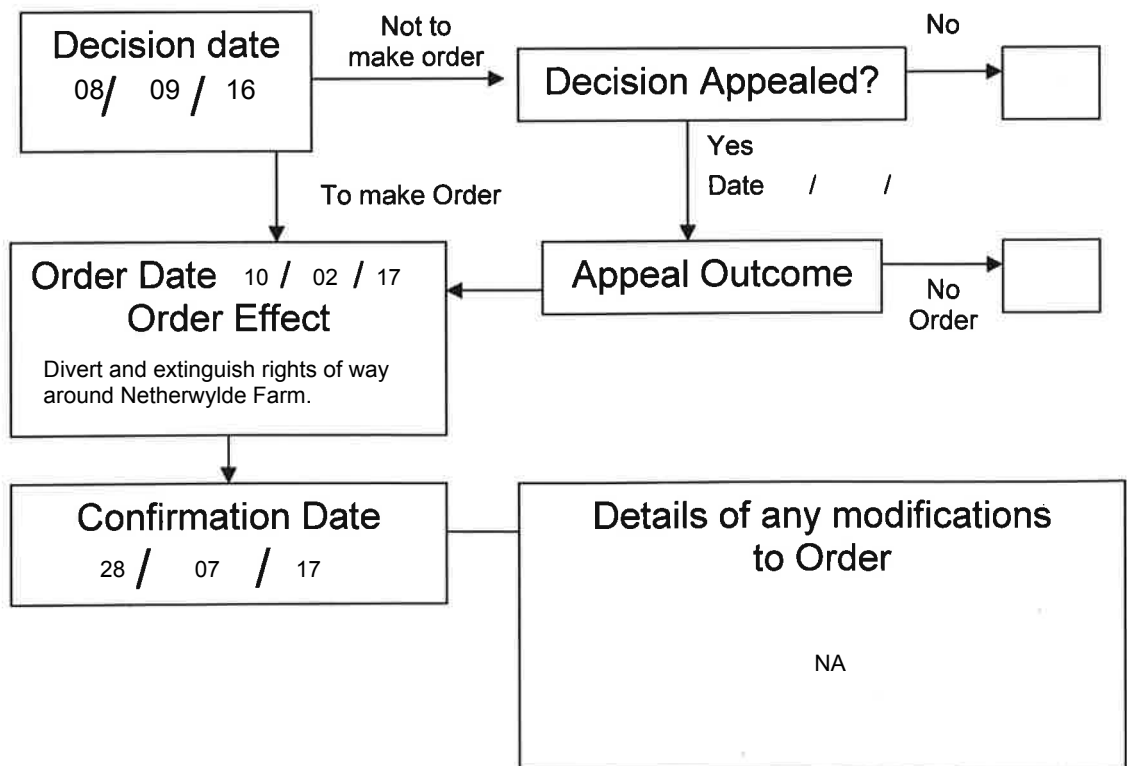 Decision date
08/ 09 / 16
Not to
make order
Decision Appealed?
No
Yes
Date / /
To make Order
Order Date 10 / 02 / 17
Order Effect
Divert and extinguish rights of way
around Netherwylde Farm.
Appeal Outcome
No
Order
Confirmation Date
28 / 07 / 17
Details of any modifications
to Order
NA